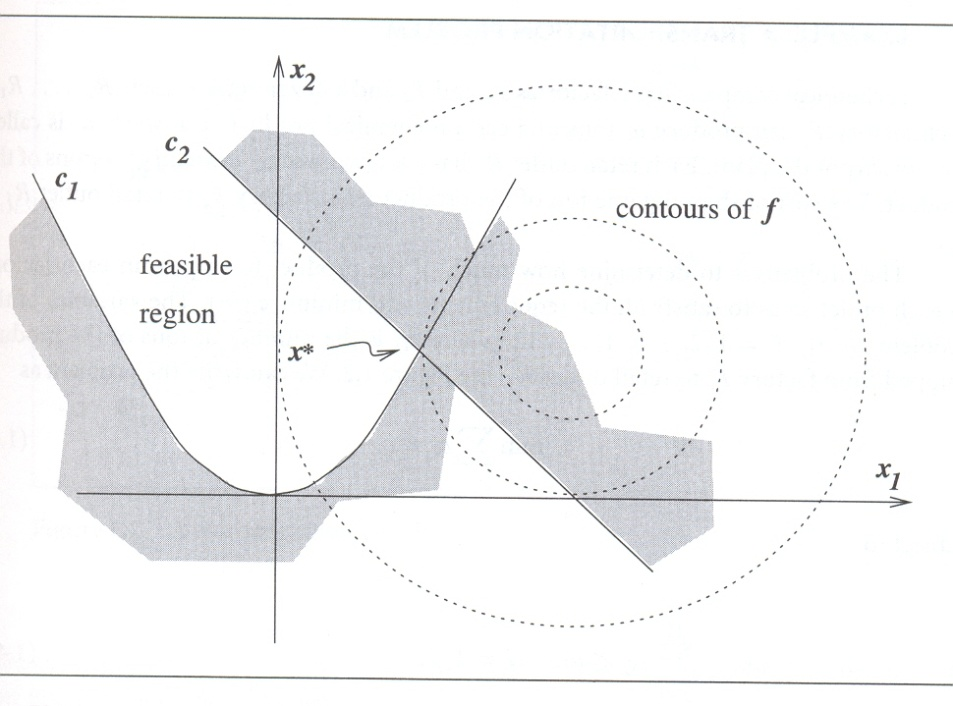 x₂
c₂
c₁
contours of f
feasible
region
x*
x₁